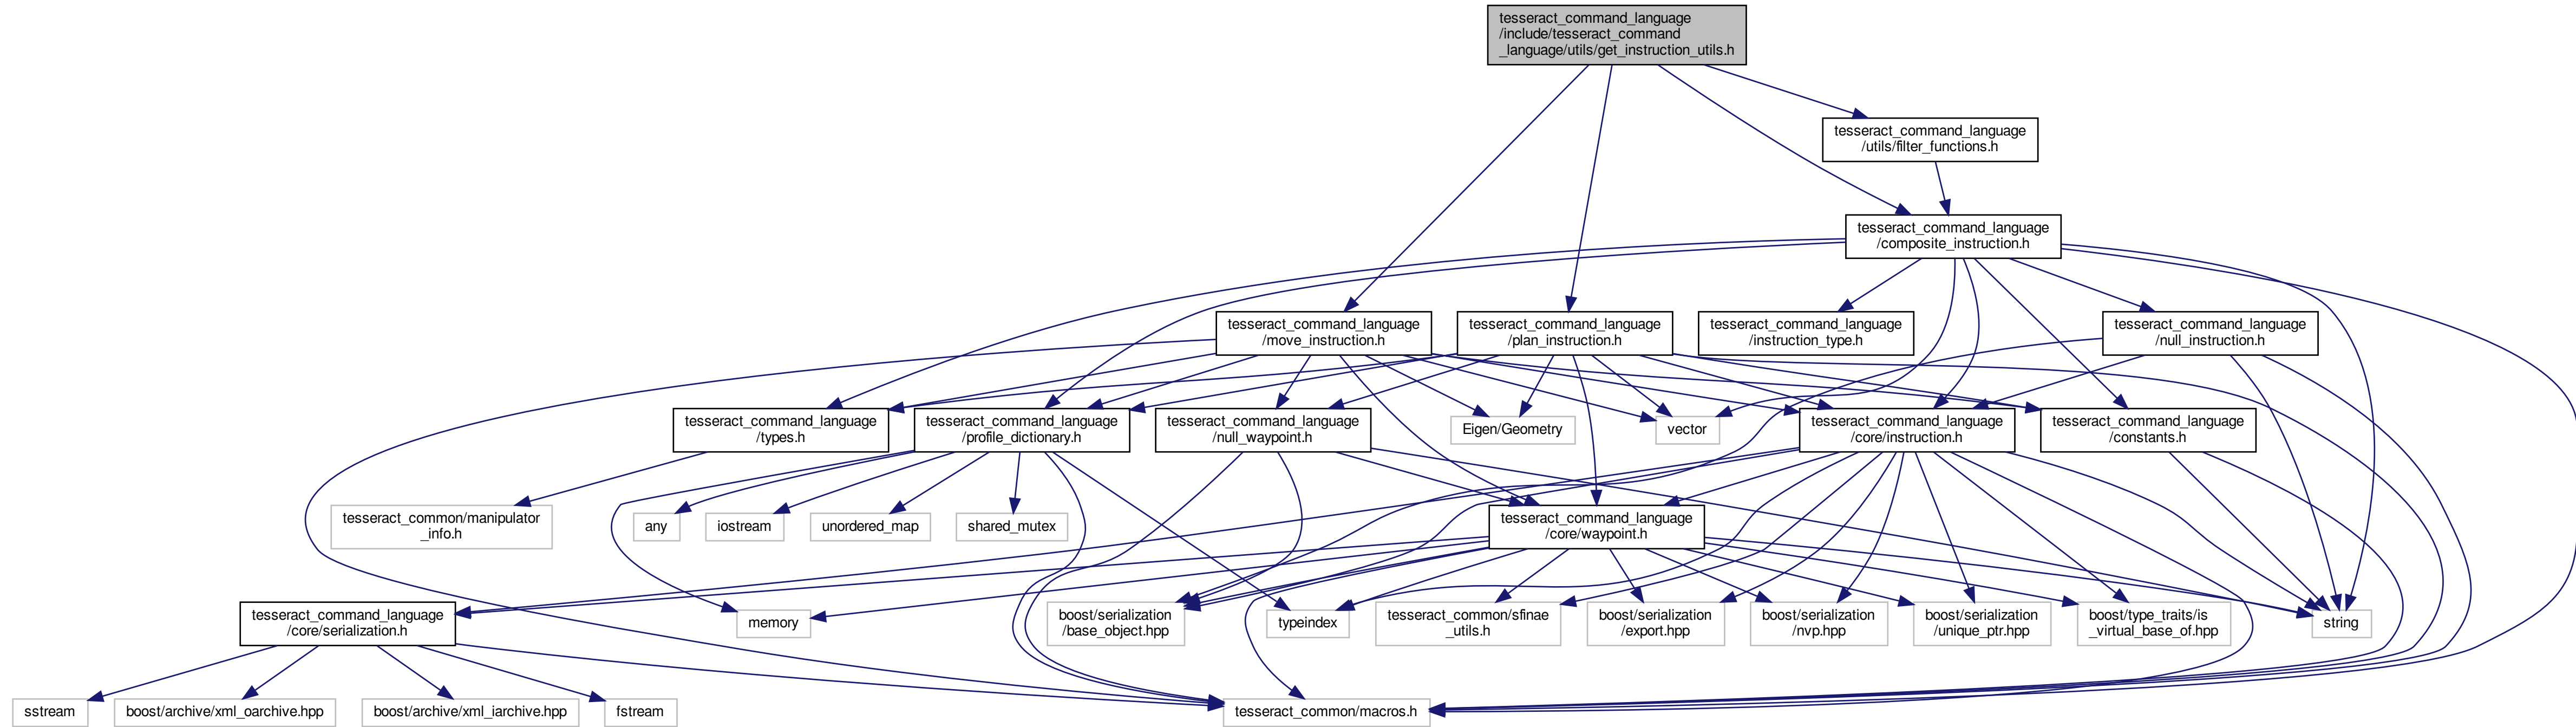 tesseract_command_language
/include/tesseract_command
_language/utils/get_instruction_utils.h
tesseract_command_language
/utils/filter_functions.h
tesseract_command_language
/composite_instruction.h
tesseract_command_language
/move_instruction.h
tesseract_command_language
/plan_instruction.h
tesseract_command_language
/instruction_type.h
tesseract_command_language
/null_instruction.h
tesseract_command_language
/types.h
tesseract_command_language
/profile_dictionary.h
tesseract_command_language
/null_waypoint.h
Eigen/Geometry
vector
tesseract_command_language
/core/instruction.h
tesseract_command_language
/constants.h
tesseract_common/manipulator
_info.h
any
iostream
unordered_map
shared_mutex
tesseract_command_language
/core/waypoint.h
tesseract_command_language
/core/serialization.h
memory
boost/serialization
/base_object.hpp
typeindex
tesseract_common/sfinae
_utils.h
boost/serialization
/export.hpp
boost/serialization
/nvp.hpp
boost/serialization
/unique_ptr.hpp
boost/type_traits/is
_virtual_base_of.hpp
string
sstream
boost/archive/xml_oarchive.hpp
boost/archive/xml_iarchive.hpp
fstream
tesseract_common/macros.h